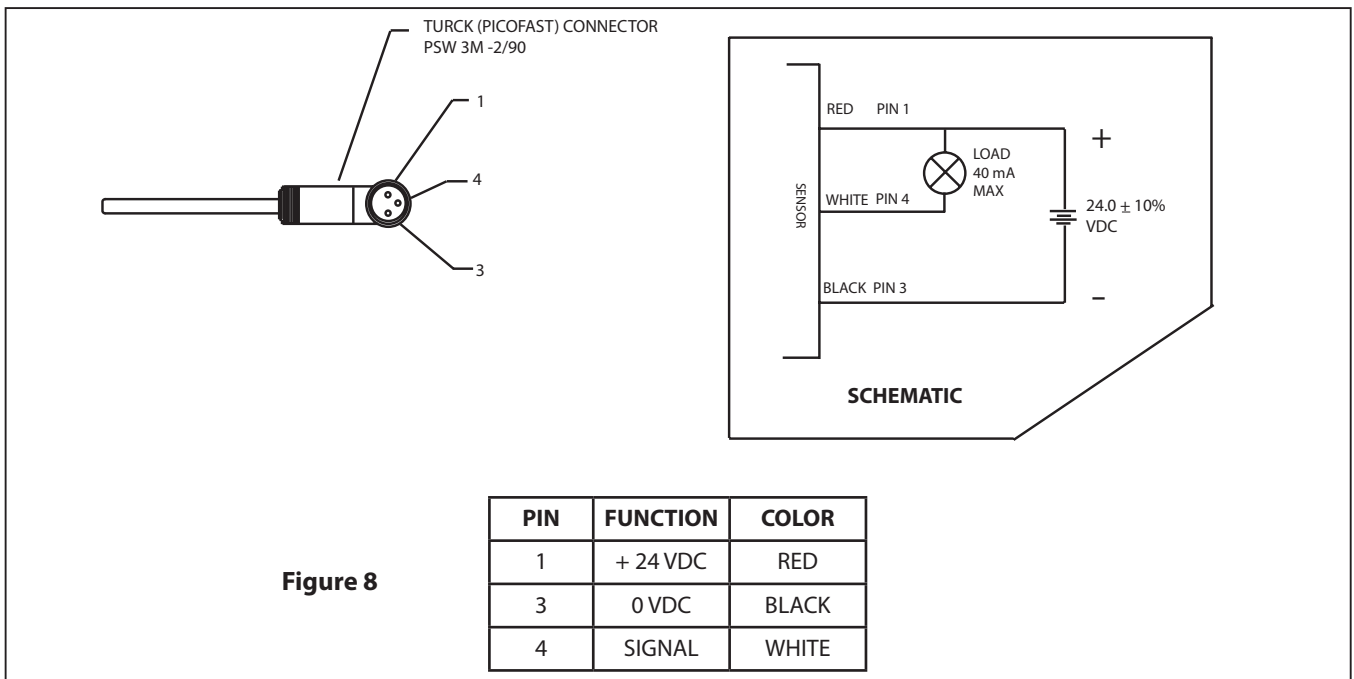 TURCK (PICOFAST) CONNECTOR
PSW 3M -2/90
1
4
3
RED PIN 1
+
LOAD
40 mA
MAX
SENSOR
WHITE PIN 4
24.0 ± 10%
VDC
BLACK PIN 3
–
SCHEMATIC
Figure 8
PIN FUNCTION COLOR
1 + 24 VDC RED
3 0 VDC BLACK
4 SIGNAL WHITE